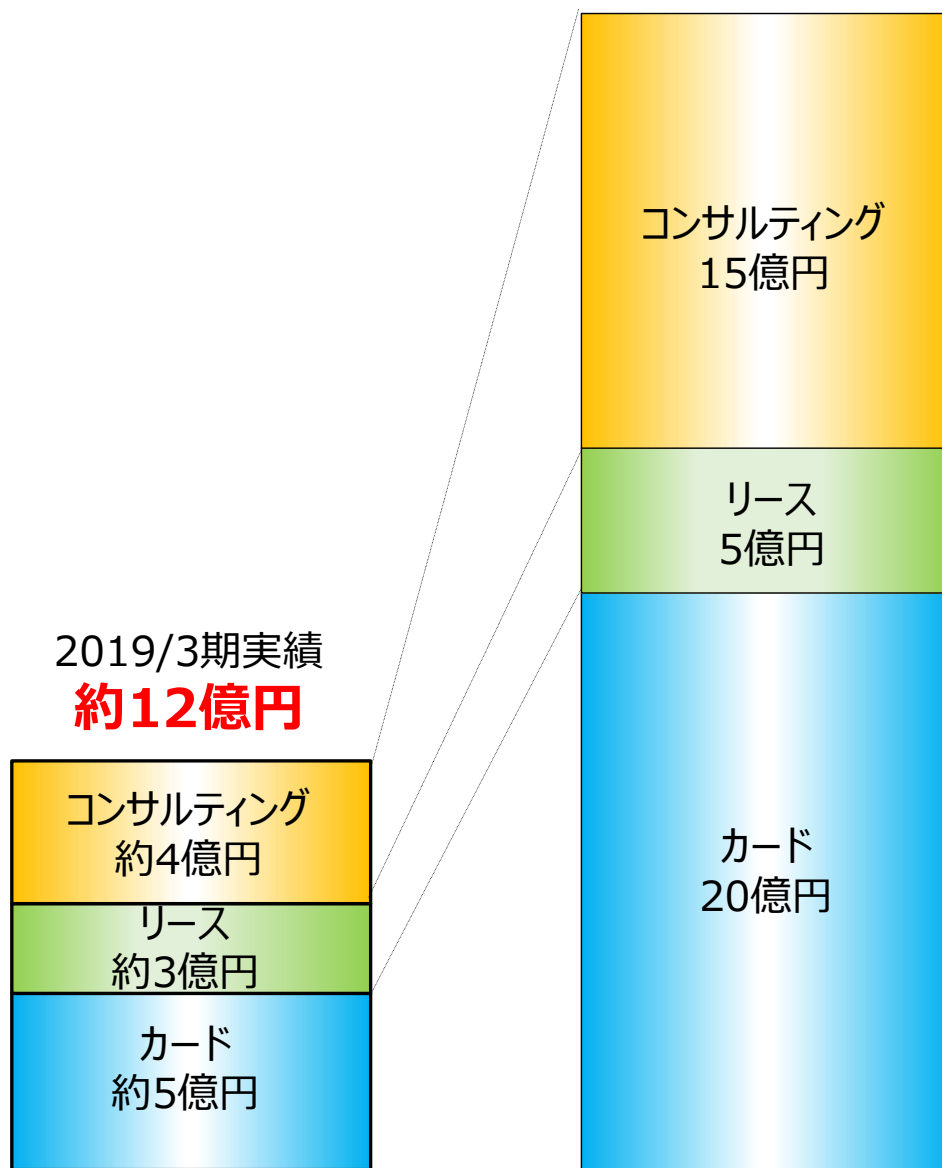 2019/3期実績
約12億円
コンサルティング
約4億円
リース
約3億円
カード
約5億円
コンサルティング
15億円
リース
5億円
カード
20億円